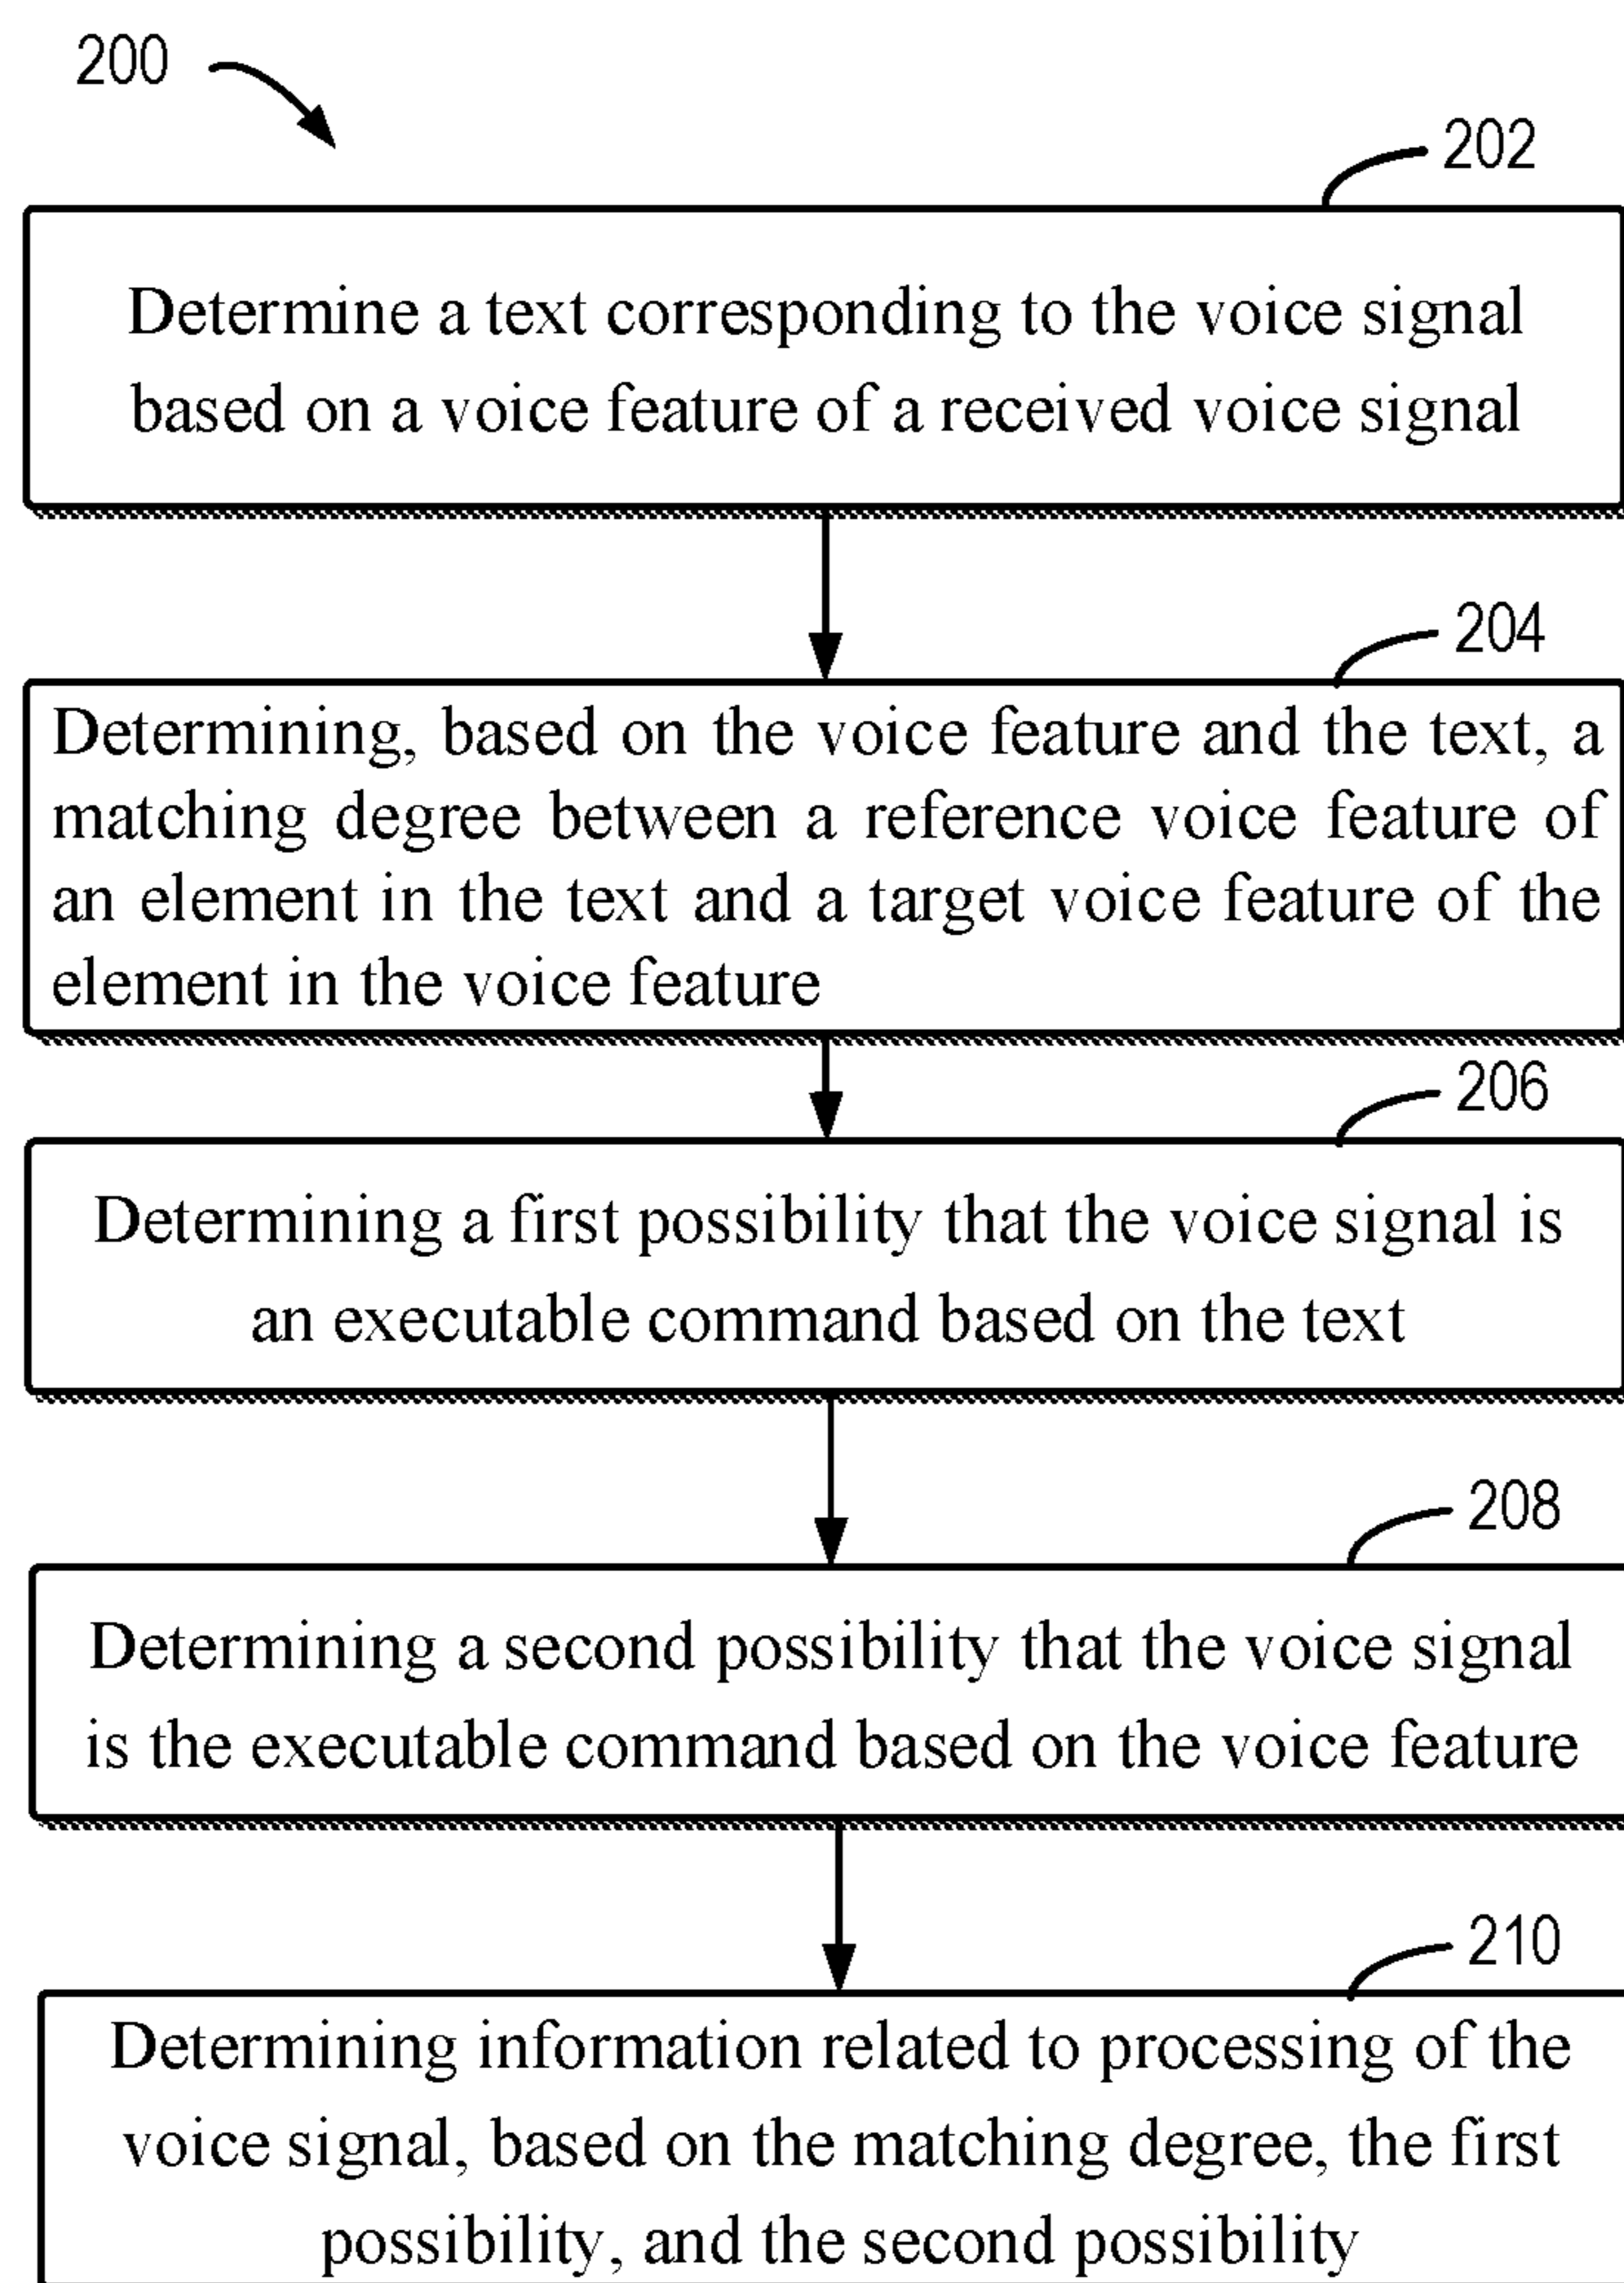 200
202
Determine a text corresponding to the voice signal
based on a voice feature of a received voice signal
204
Determining, based on the voice feature and the text, a
matching degree between a reference voice feature of
an element in the text and a target voice feature of the
element in the voice feature
206
Determining a first possibility that the voice signal is
an executable command based on the text
208
Determining a second possibility that the voice signal
is the executable command based on the voice feature
210
Determining information related to processing of the
voice signal, based on the matching degree, the first
possibility, and the second possibility